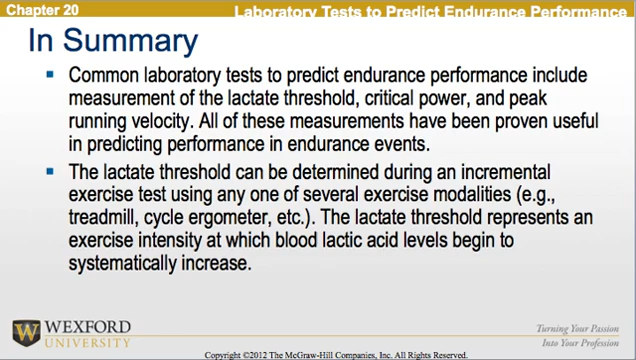 Chapter 20
Laboratory Tests to Predict Endurance Performance
In Summary
Common laboratory tests to predict endurance performance include
measurement of the lactate threshold, critical power, and peak
running velocity. All of these measurements have been proven useful
in predicting performance in endurance events.
The lactate threshold can be determined during an incremental
exercise test using any one of several exercise modalities (e.g.,
treadmill, cycle ergometer, etc.). The lactate threshold represents an
exercise intensity at which blood lactic acid levels begin to
systematically increase.
WEXFORD
UNIVERSITY
Turning Your Passion
Into Your Profession
Copyright ©2012 The McGraw-Hill Companies, Inc. All Rights Reserved.